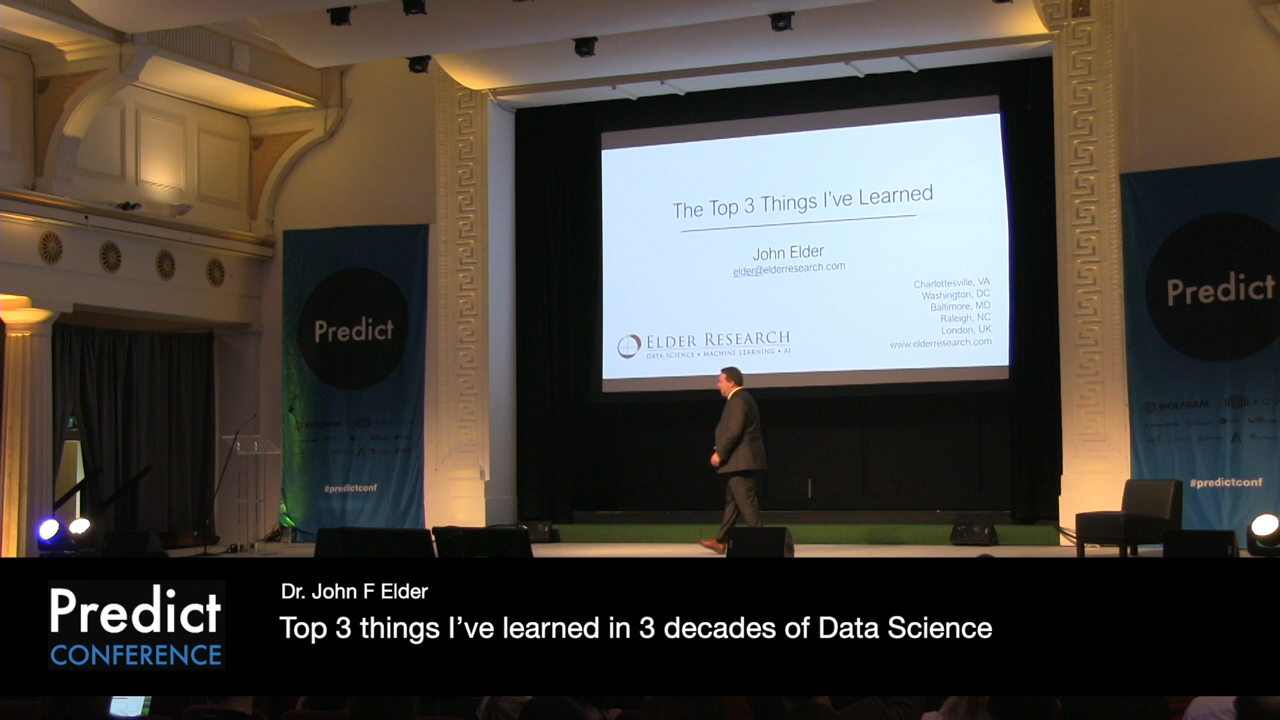 The Top 3 Things I've Learned
John Elder
elder@elderresearch.com
Charlottesville, VA
Washington, DC
Baltimore, MD
Raleigh, NC
London, UK
www.elderresearch.com
ELDER RESEARCH
DATA SCIENCE • MACHINE LEARNING • AI
Predict
WOLFRAM
#predictconf
Predict
WOLFRAM
#predictconf
Predict
CONFERENCE
Dr. John F Elder
Top 3 things I've learned in 3 decades of Data Science